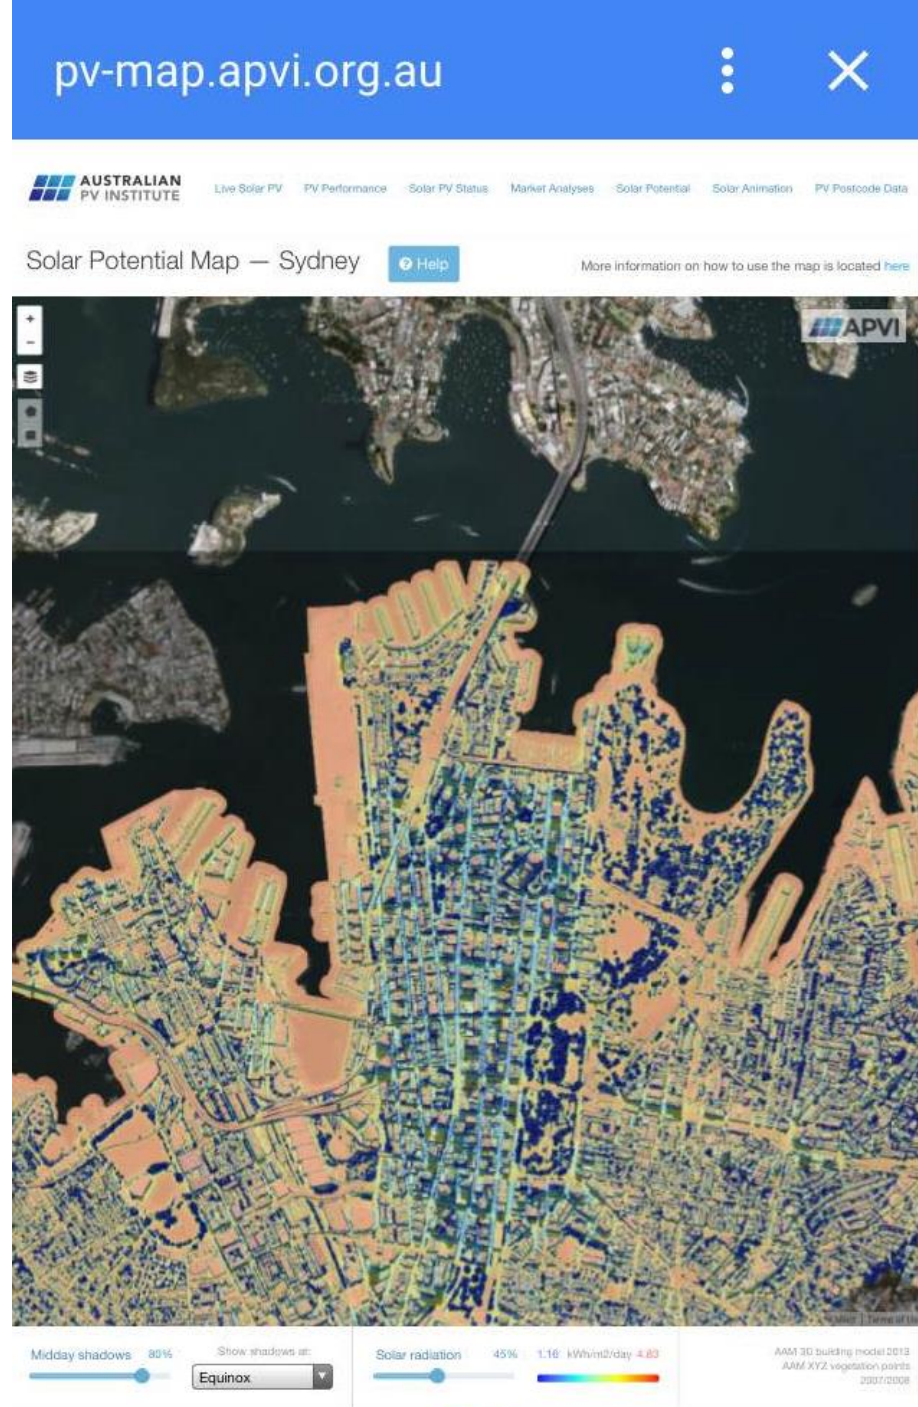 pv-map.apvi.org.au
AUSTRALIAN
PV INSTITUTE
Live Solar PV PV Performance Solar PV Status Market Analyses Solar Potential Solar Animation PV Postcode Data
Solar Potential Map — Sydney
Help
More information on how to use the map is located here
+
−
APVI
Terms of
Midday shadows 80%
Show shadows at:
Equinox
Solar radiation 45%
1.16 kWh/m2/day 4.83
AAM 3D building model 2013
AAM XYZ vegetation points
2007/2008